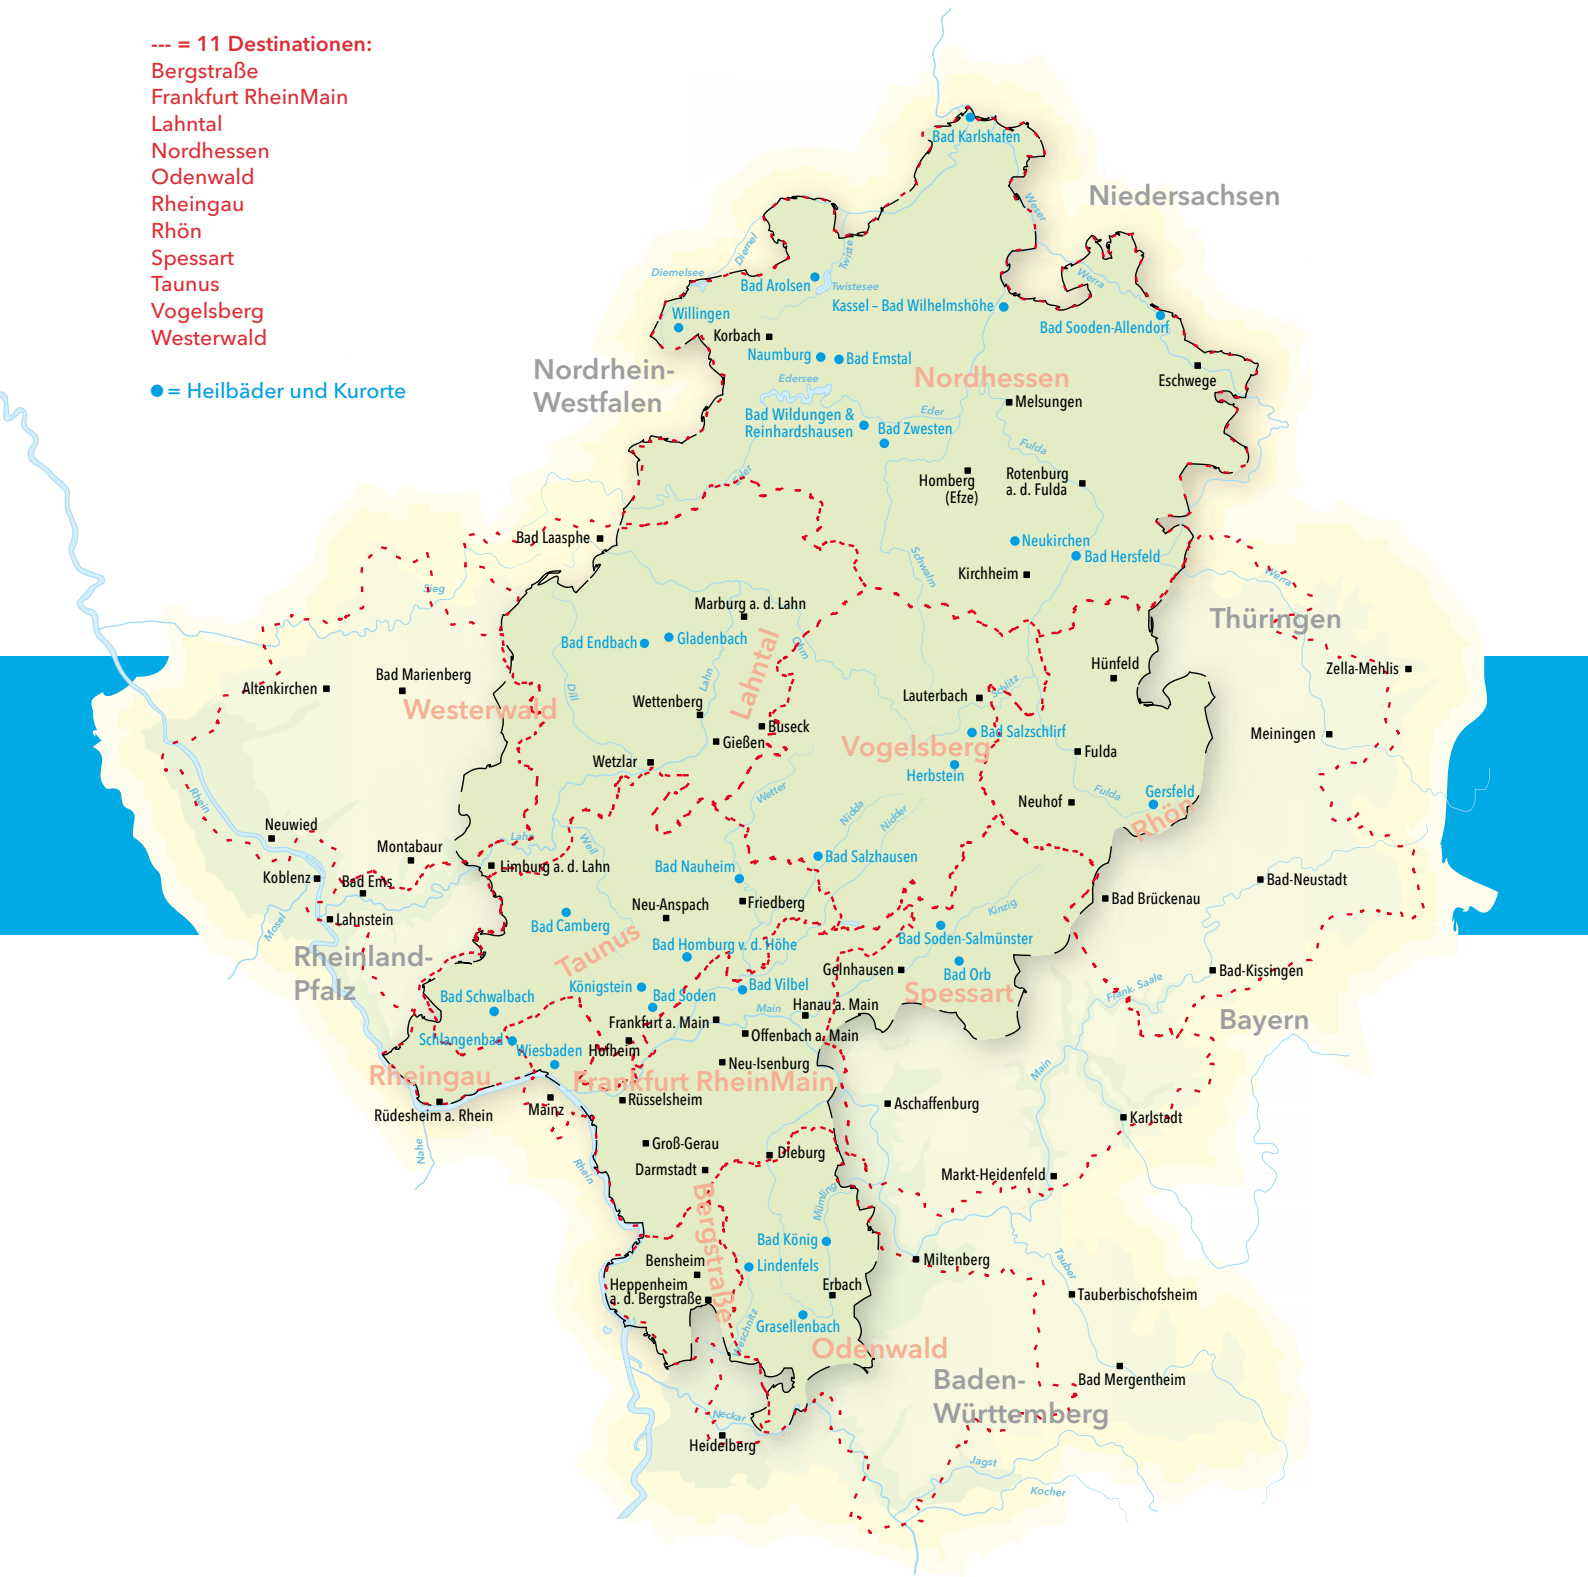 --- = 11 Destinationen:
Bergstraße
Frankfurt RheinMain
Lahntal
Nordhessen
Odenwald
Rheingau
Rhön
Spessart
Taunus
Vogelsberg
Westerwald
= Heilbäder und Kurorte
Bad Karlshafen
Niedersachsen
Weser
Diemel
Twiste
Diemelsee
Werra
Bad Arolsen
Twistesee
Kassel – Bad Wilhelmshöhe
Willingen
Bad Sooden-Allendorf
Korbach
Naumburg
Bad Emstal
Nordrhein-
Westfalen
Edersee
Nordhessen
Eschwege
Melsungen
Bad Wildungen &
Reinhardshausen
Eder
Bad Zwesten
Fulda
Eder
Homberg
(Efze)
Rotenburg
a. d. Fulda
Bad Laasphe
Neukirchen
Bad Hersfeld
Schwalm
Kirchheim
Werra
Sieg
Marburg a. d. Lahn
Thüringen
Bad Endbach
Gladenbach
Ohm
Lahntal
Hünfeld
Zella-Mehlis
Bad Marienberg
Altenkirchen
Dill
Lahn
Schlitz
Lauterbach
Westerwald
Wettenberg
Buseck
Bad Salzschlirf
Meiningen
Gießen
Vogelsberg
Fulda
Wetzlar
Herbstein
Rhein
Wetter
Fulda
Gersfeld
Neuhof
Nidda
Nidder
Rhön
Neuwied
Lahn
Weil
Montabaur
Limburg a. d. Lahn
Bad Nauheim
Bad Salzhausen
Koblenz
Bad Ems
Bad-Neustadt
Neu-Anspach
Friedberg
Kinzig
Bad Brückenau
Lahnstein
Mosel
Bad Camberg
Bad Homburg v. d. Höhe
Bad Soden-Salmünster
Taunus
Rheinland-
Pfalz
Gelnhausen
Bad Orb
Bad-Kissingen
Königstein
Bad Vilbel
Spessart
Frank. Saale
Bad Schwalbach
Bad Soden
Main
Hanau a. Main
Bayern
Frankfurt a. Main
Offenbach a. Main
Schlangenbad
Wiesbaden
Hofheim
Neu-Isenburg
Main
Rheingau
Frankfurt RheinMain
Rüsselsheim
Aschaffenburg
Rüdesheim a. Rhein
Mainz
Karlstadt
Nahe
Groß-Gerau
Dieburg
Rhein
Darmstadt
Markt-Heidenfeld
Bergstraße
Mümling
Bad König
Bensheim
Lindenfels
Miltenberg
Tauber
Heppenheim
a. d. Bergstraße
Erbach
Tauberbischofsheim
Weschnitz
Grasellenbach
Odenwald
Baden-
Württemberg
Bad Mergentheim
Neckar
Heidelberg
Jagst
Kocher